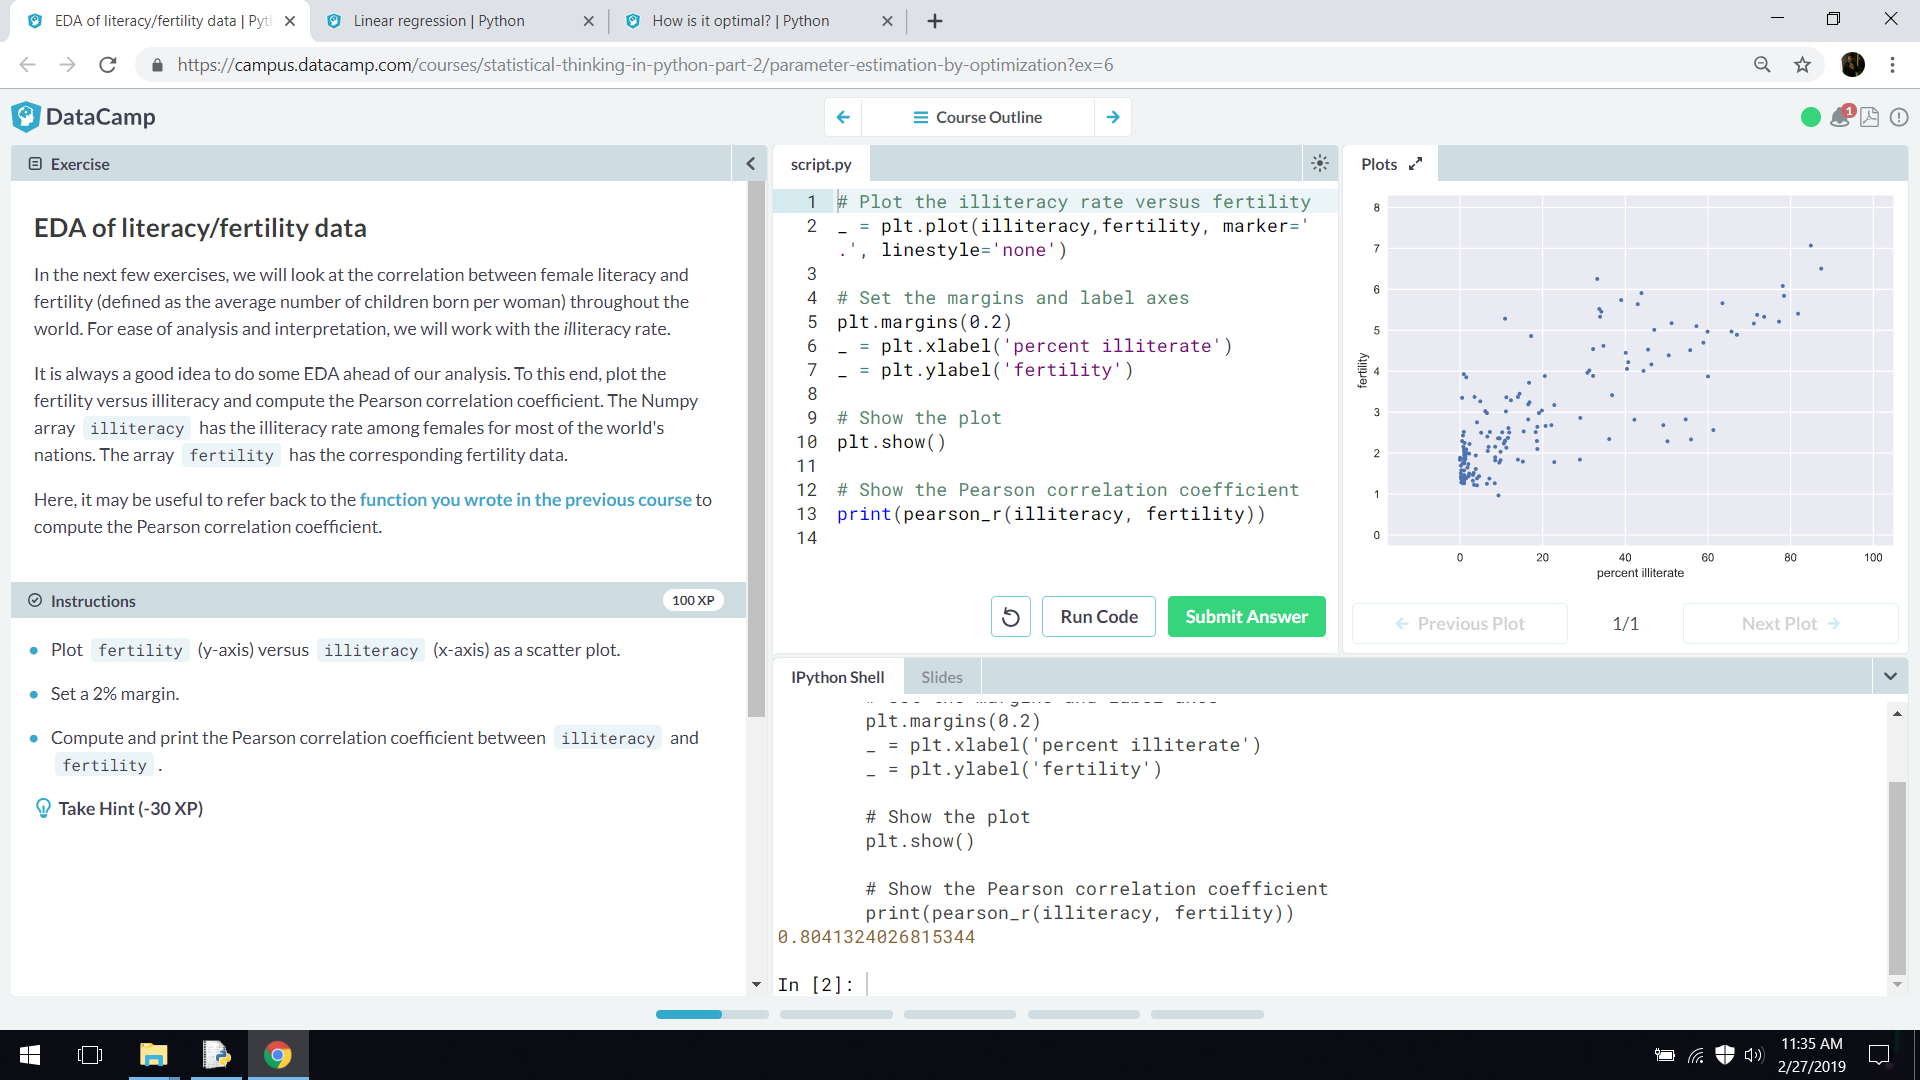 EDA of literacy/fertility data | Pyth
Linear regression | Python
How is it optimal? | Python
https://campus.datacamp.com/courses/statistical-thinking-in-python-part-2/parameter-estimation-by-optimization?ex=6
DataCamp
Course Outline
1
Exercise
EDA of literacy/fertility data
In the next few exercises, we will look at the correlation between female literacy and
fertility (defined as the average number of children born per woman) throughout the
world. For ease of analysis and interpretation, we will work with the illiteracy rate.
It is always a good idea to do some EDA ahead of our analysis. To this end, plot the
fertility versus illiteracy and compute the Pearson correlation coefficient. The Numpy
array illiteracy has the illiteracy rate among females for most of the world's
nations. The array fertility has the corresponding fertility data.
Here, it may be useful to refer back to the function you wrote in the previous course to
compute the Pearson correlation coefficient.
Instructions
100 XP
Plot fertility (y-axis) versus illiteracy (x-axis) as a scatter plot.
Set a 2% margin.
Compute and print the Pearson correlation coefficient between illiteracy and
fertility .
Take Hint (-30 XP)
script.py
1 # Plot the illiteracy rate versus fertility
2 _ = plt.plot(illiteracy,fertility, marker='
.', linestyle='none')
3
4 # Set the margins and label axes
5 plt.margins(0.2)
6 _ = plt.xlabel('percent illiterate')
7 _ = plt.ylabel('fertility')
8
9 # Show the plot
10 plt.show()
11
12 # Show the Pearson correlation coefficient
13 print(pearson_r(illiteracy, fertility))
14
Run Code
Submit Answer
Plots
8
7
6
5
4
3
2
1
0
fertility
0 20 40 60 80 100
percent illiterate
Previous Plot
1/1
Next Plot
IPython Shell
Slides
# Set the margins and label axes
plt.margins(0.2)
_ = plt.xlabel('percent illiterate')
_ = plt.ylabel('fertility')
# Show the plot
plt.show()
# Show the Pearson correlation coefficient
print(pearson_r(illiteracy, fertility))
0.8041324026815344
In [2]:
11:35 AM
2/27/2019